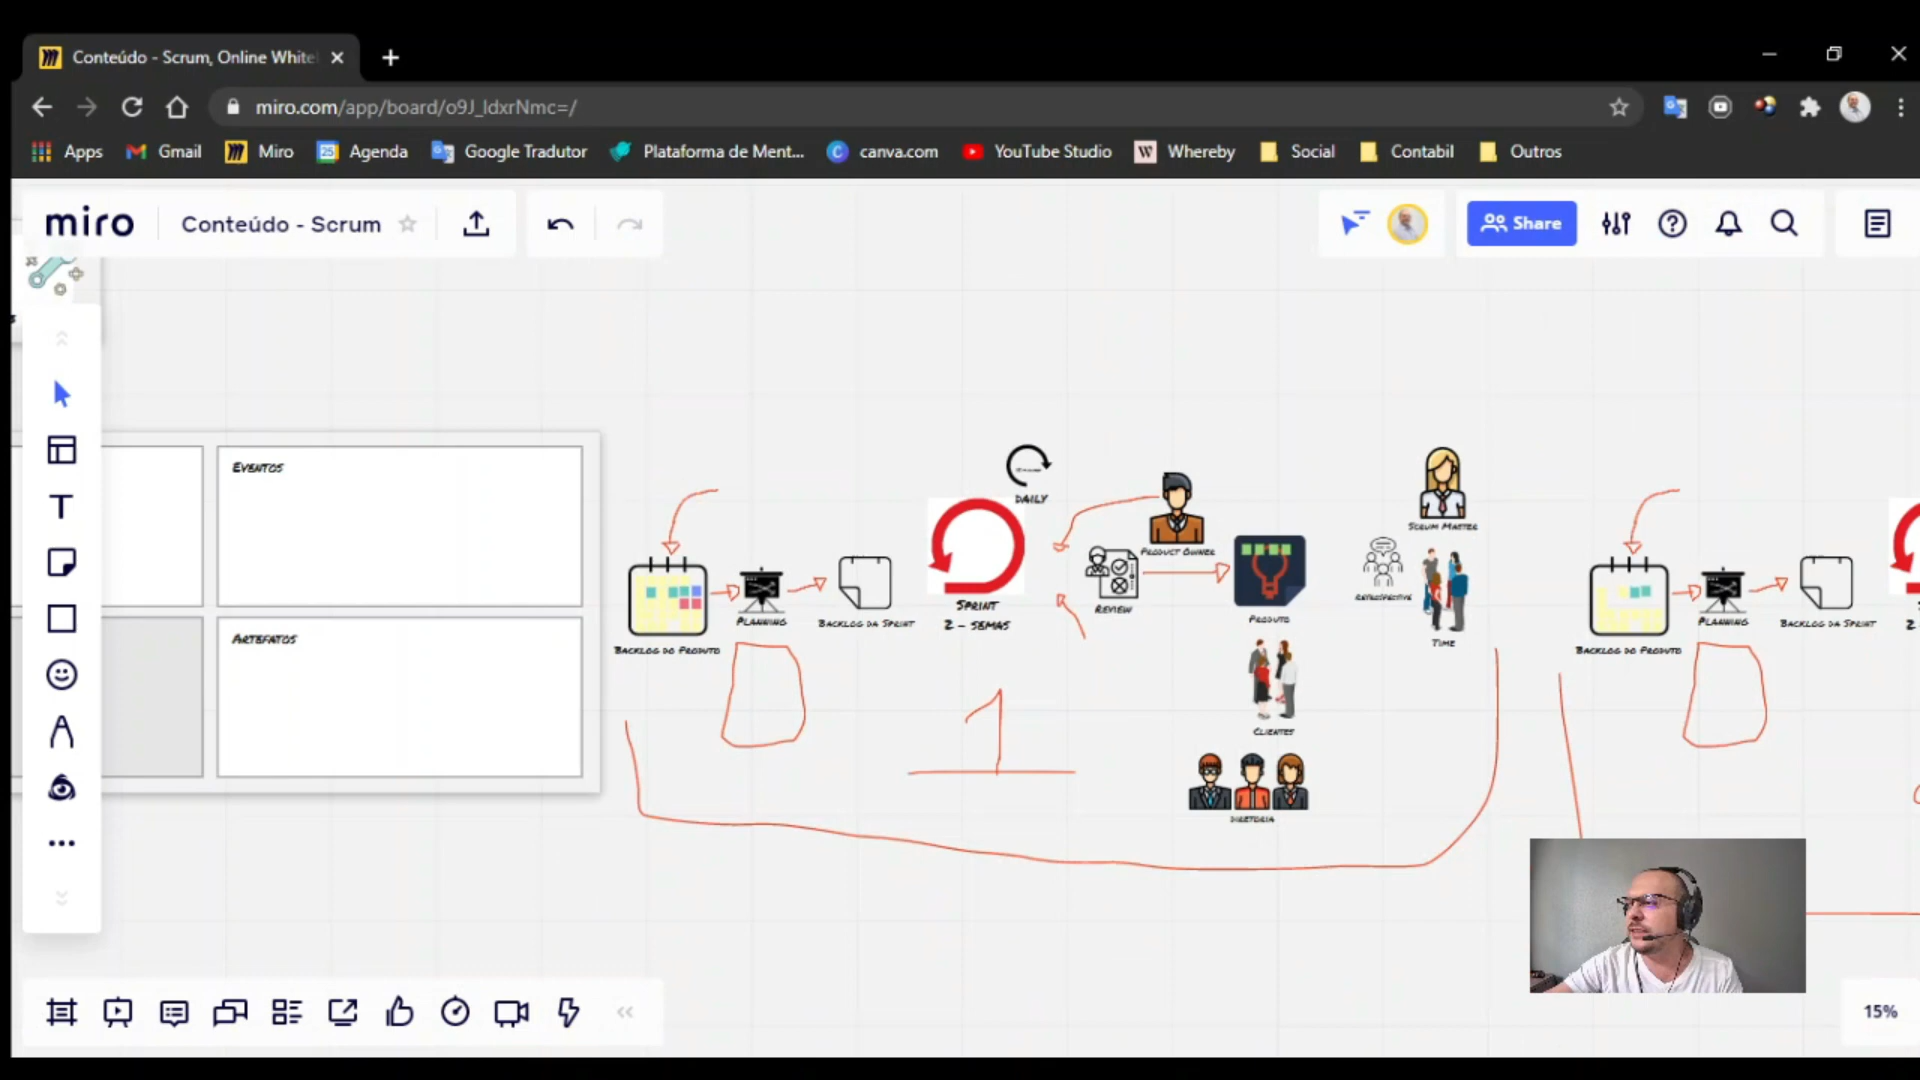 Conteúdo - Scrum, Online White
miro.com/app/board/o9J_ldxrNmc=/
Apps Gmail Miro 25 Agenda Google Tradutor Plataforma de Ment... canva.com YouTube Studio Whereby Social Contabil Outros
miro Conteúdo - Scrum Share
Eventos
Artefatos
Daily
Sprint
2 - semas
Backlog do Produto
Planning
Backlog da Sprint
Product Owner
Review
Produto
Clientes
Diretoria
Scrum Master
Retrospective
Time
1
Backlog do Produto
Planning
Backlog da Sprint
2
15%